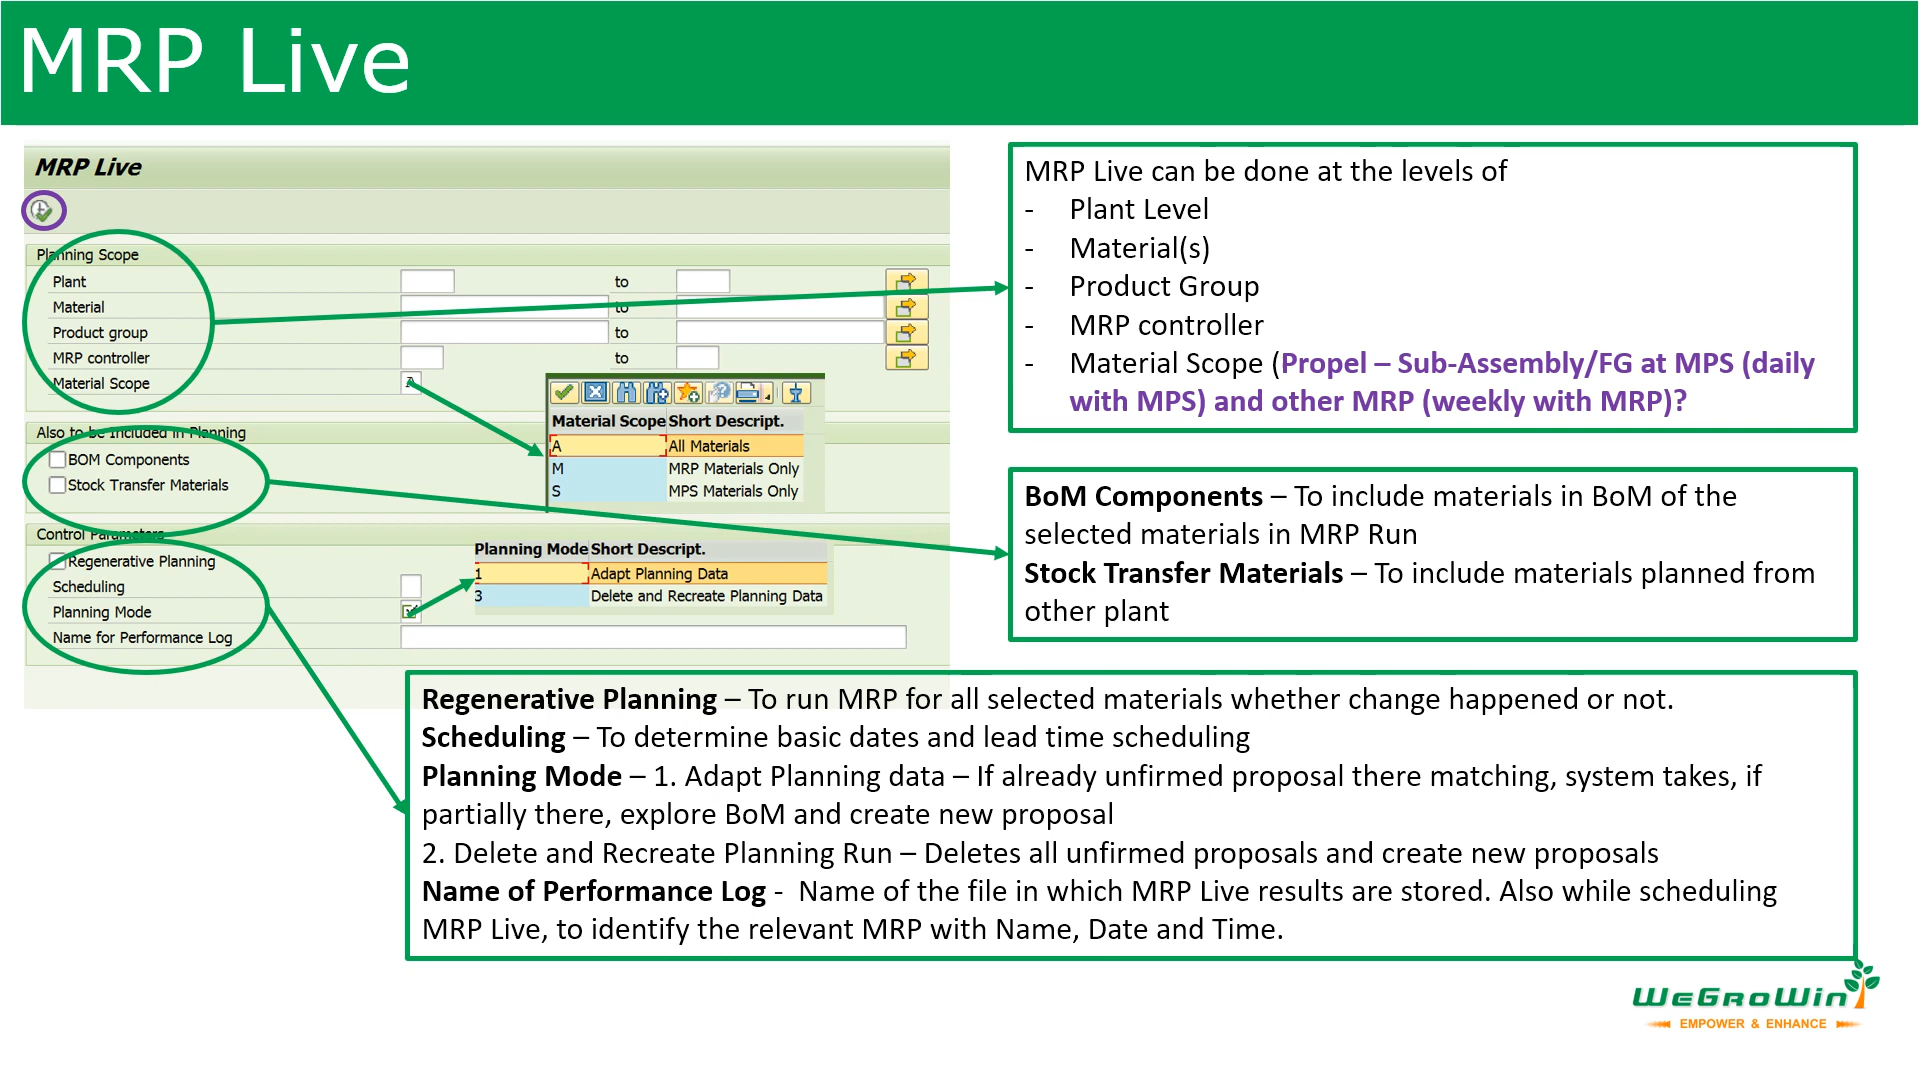 MRP Live
MRP Live
Planning Scope
Plant to
Material to
Product group to
MRP controller to
Material Scope A
Material Scope Short Descript.
A All Materials
M MRP Materials Only
S MPS Materials Only
Also to be Included in Planning
BOM Components
Stock Transfer Materials
Control Parameters
Regenerative Planning
Scheduling
Planning Mode
Name for Performance Log
Planning Mode Short Descript.
1 Adapt Planning Data
3 Delete and Recreate Planning Data
MRP Live can be done at the levels of
- Plant Level
- Material(s)
- Product Group
- MRP controller
- Material Scope (Propel – Sub-Assembly/FG at MPS (daily
with MPS) and other MRP (weekly with MRP)?
BoM Components – To include materials in BoM of the
selected materials in MRP Run
Stock Transfer Materials – To include materials planned from
other plant
Regenerative Planning – To run MRP for all selected materials whether change happened or not.
Scheduling – To determine basic dates and lead time scheduling
Planning Mode – 1. Adapt Planning data – If already unfirmed proposal there matching, system takes, if
partially there, explore BoM and create new proposal
2. Delete and Recreate Planning Run – Deletes all unfirmed proposals and create new proposals
Name of Performance Log - Name of the file in which MRP Live results are stored. Also while scheduling
MRP Live, to identify the relevant MRP with Name, Date and Time.
WeGroWin
EMPOWER & ENHANCE